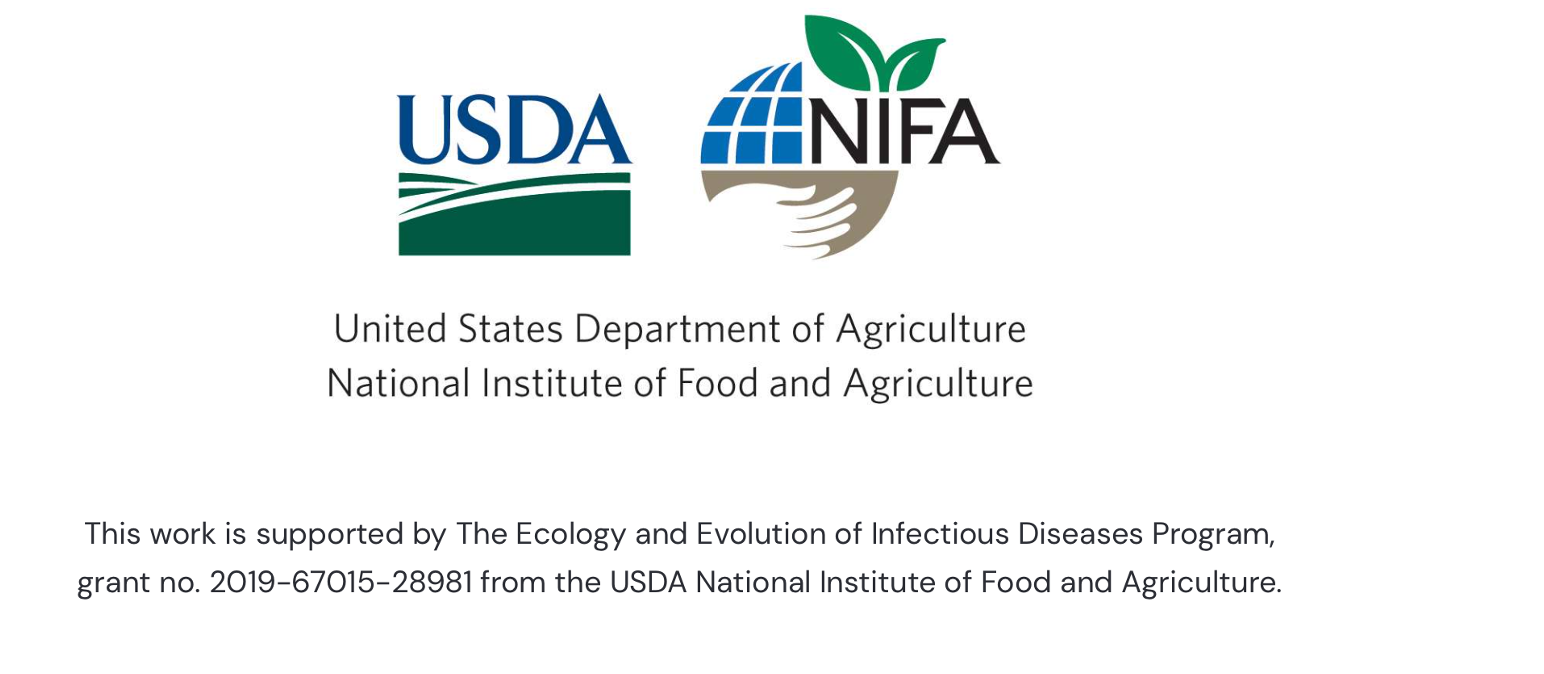 USDA NIFA
United States Department of Agriculture
National Institute of Food and Agriculture
This work is supported by The Ecology and Evolution of Infectious Diseases Program,
grant no. 2019-67015-28981 from the USDA National Institute of Food and Agriculture.